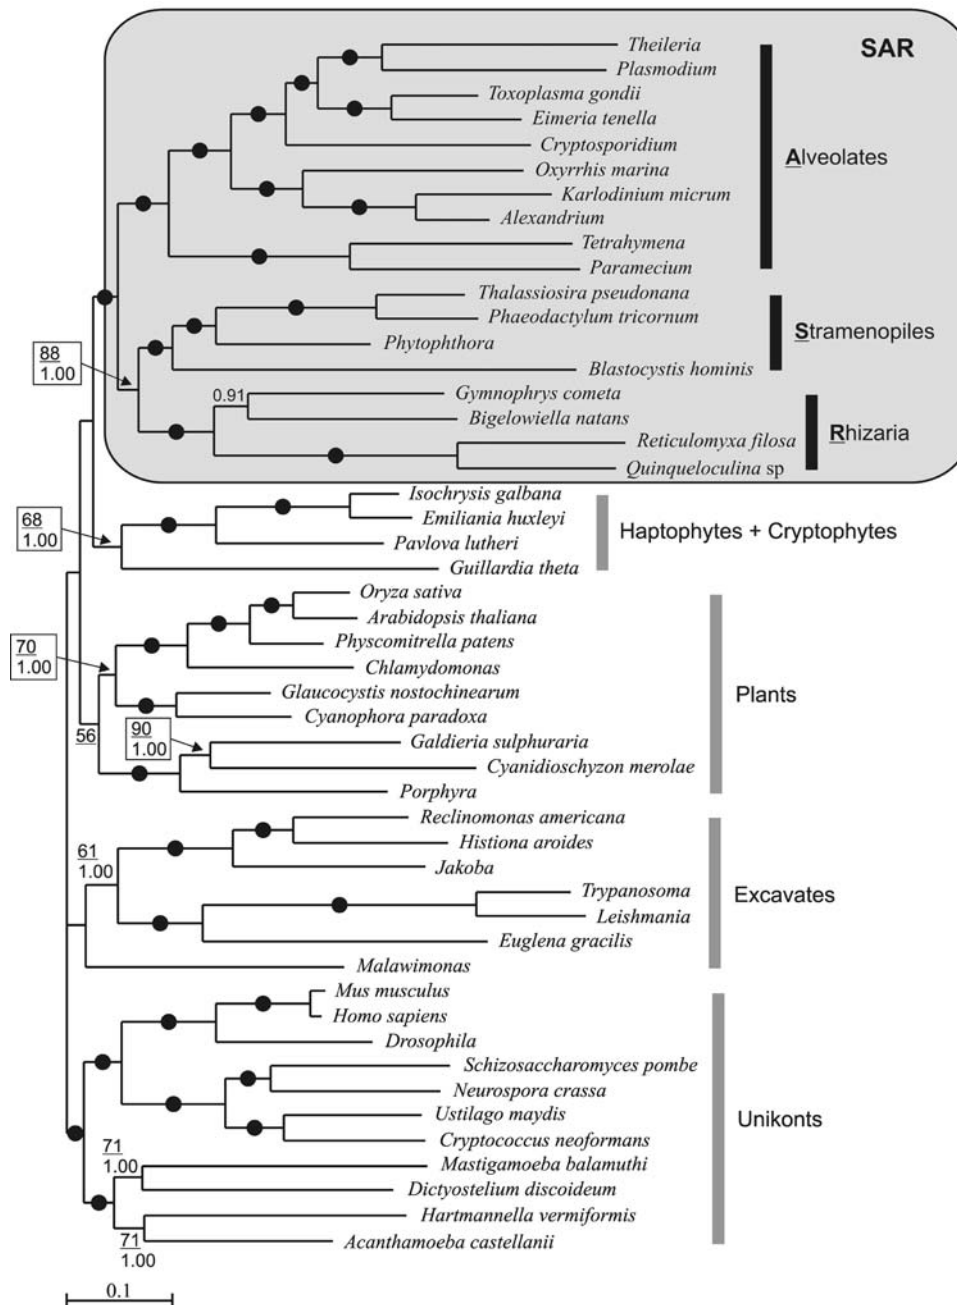 SAR
Theileria
Plasmodium
Toxoplasma gondii
Eimeria tenella
Cryptosporidium
Alveolates
Oxyrrhis marina
Karlodinium micrum
Alexandrium
Tetrahymena
Paramecium
Thalassiosira pseudonana
Phaeodactylum tricornum
Stramenopiles
Phytophthora
88
1.00
Blastocystis hominis
0.91
Gymnophrys cometa
Bigelowiella natans
Rhizaria
Reticulomyxa filosa
Quinqueloculina sp
Isochrysis galbana
68
1.00
Emiliania huxleyi
Haptophytes + Cryptophytes
Pavlova lutheri
Guillardia theta
Oryza sativa
Arabidopsis thaliana
70
1.00
Physcomitrella patens
Chlamydomonas
Glaucocystis nostochinearum
Plants
Cyanophora paradoxa
56
90
1.00
Galdieria sulphuraria
Cyanidioschyzon merolae
Porphyra
Reclinomonas americana
Histiona aroides
61
1.00
Jakoba
Trypanosoma
Excavates
Leishmania
Euglena gracilis
Malawimonas
Mus musculus
Homo sapiens
Drosophila
Schizosaccharomyces pombe
Neurospora crassa
Ustilago maydis
Unikonts
Cryptococcus neoformans
71
1.00
Mastigamoeba balamuthi
Dictyostelium discoideum
Hartmannella vermiformis
71
1.00
Acanthamoeba castellanii
0.1